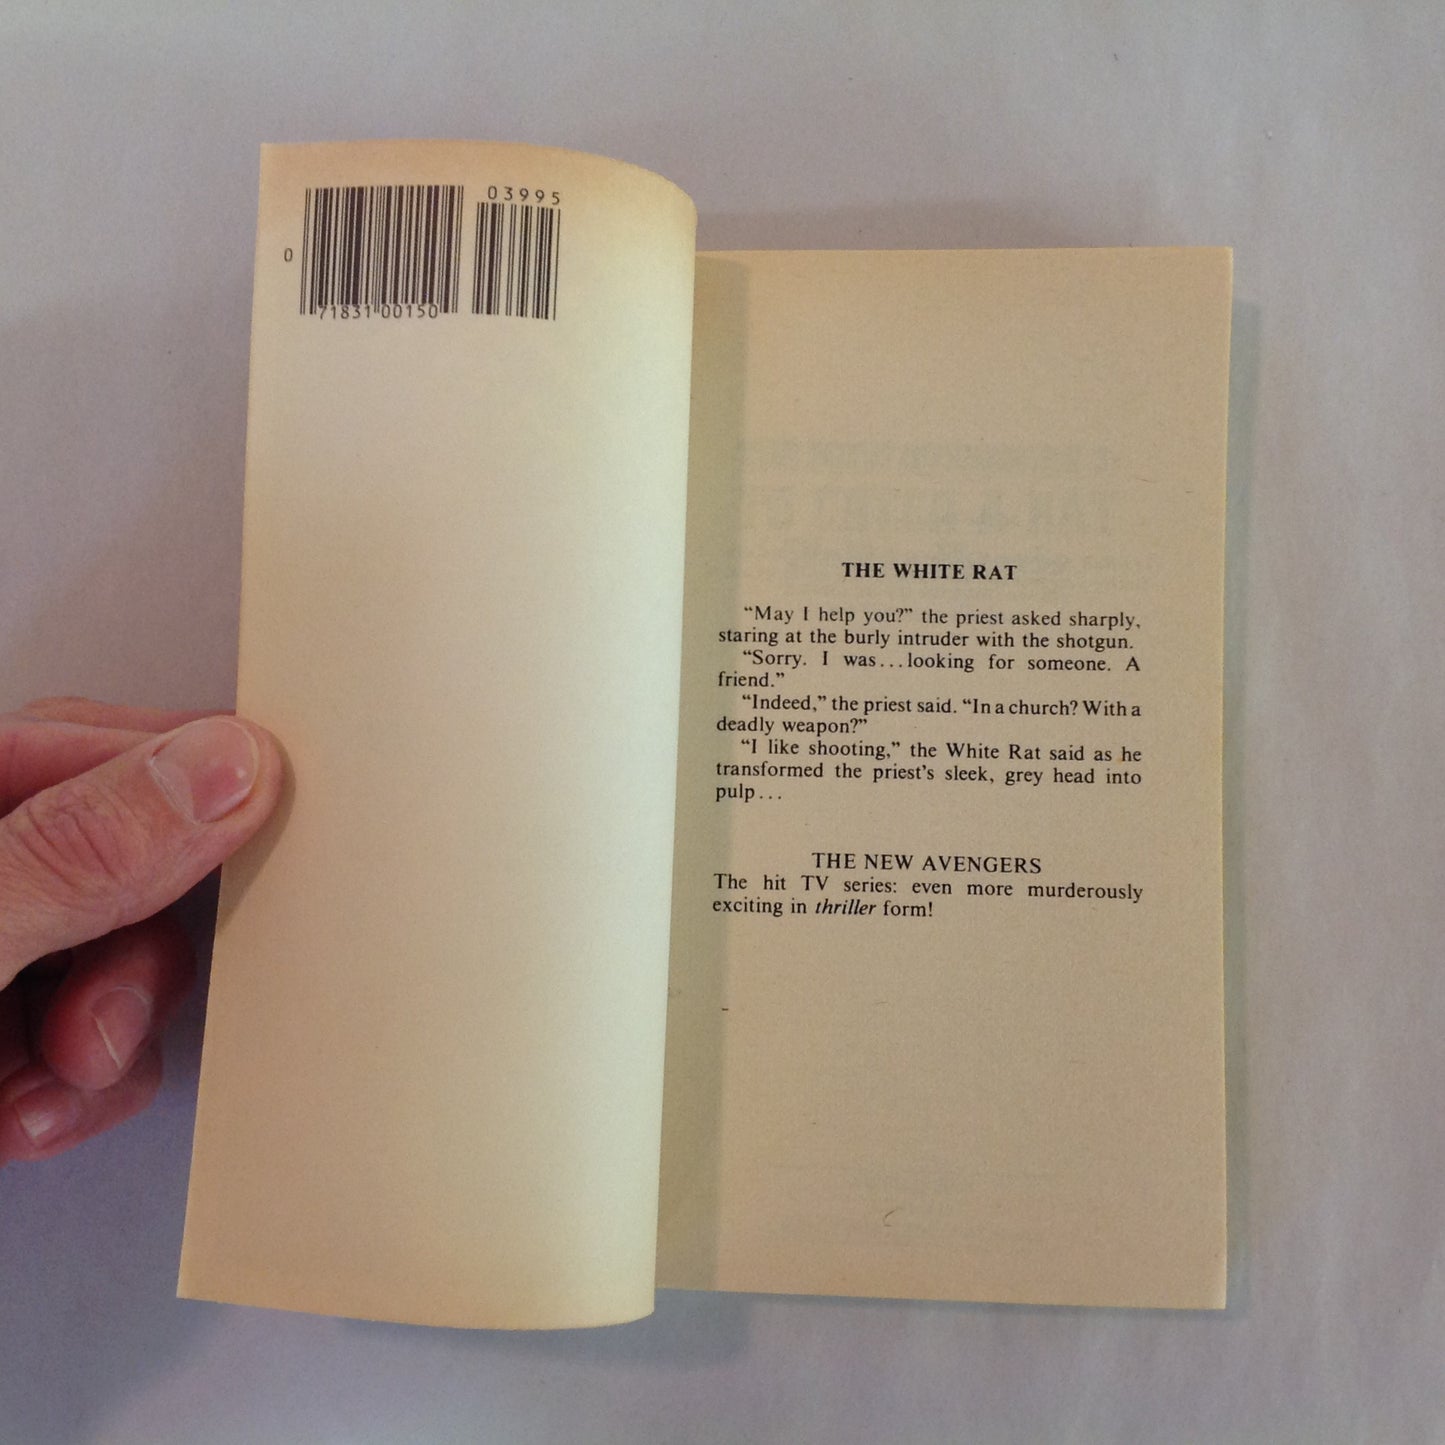 03995
0
71831 00150
THE WHITE RAT
“May I help you?” the priest asked sharply,
staring at the burly intruder with the shotgun.
“Sorry. I was...looking for someone. A
friend.”
“Indeed,” the priest said. “In a church? With a
deadly weapon?”
“I like shooting,” the White Rat said as he
transformed the priest’s sleek, grey head into
pulp...
THE NEW AVENGERS
The hit TV series: even more murderously
exciting in thriller form!